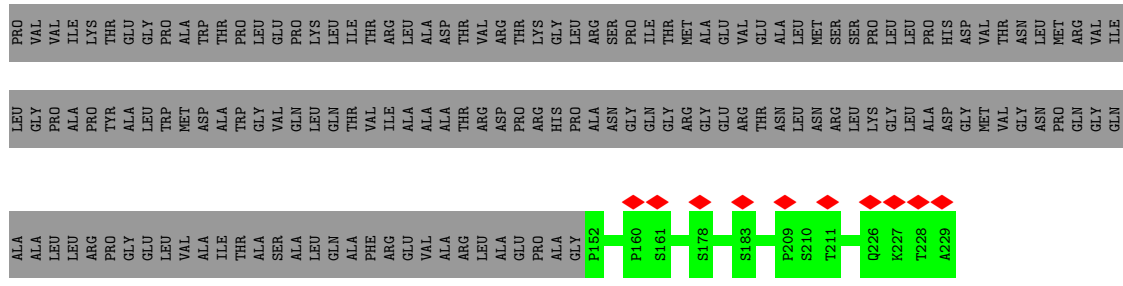 PRO VAL VAL ILE LYS THR GLU GLY PRO ALA TRP THR PRO LEU GLU PRO LYS LEU ILE THR ARG LEU ALA ASP THR VAL ARG THR LYS GLY LEU ARG SER PRO ILE THR MET ALA GLU VAL GLU ALA LEU MET SER SER PRO LEU LEU PRO HIS ASP VAL THR ASN LEU MET ARG VAL ILE
LEU GLY PRO ALA PRO TYR ALA LEU TRP MET ASP ALA TRP GLY VAL GLN LEU GLN THR VAL ILE ALA ALA ALA THR ARG ASP PRO ARG HIS PRO ALA ASN GLY GLN GLY ARG GLY GLU ARG THR ASN LEU ASN ARG LEU LYS GLY LEU ALA ASP GLY MET VAL GLY ASN PRO GLN GLY GLN
ALA ALA LEU LEU ARG PRO GLY GLU LEU VAL ALA ILE THR ALA SER ALA LEU GLN ALA PHE ARG GLU VAL ALA ARG LEU ALA GLU PRO ALA GLY P152 P160 S161 S178 S183 P209 S210 T211 Q226 K227 T228 A229